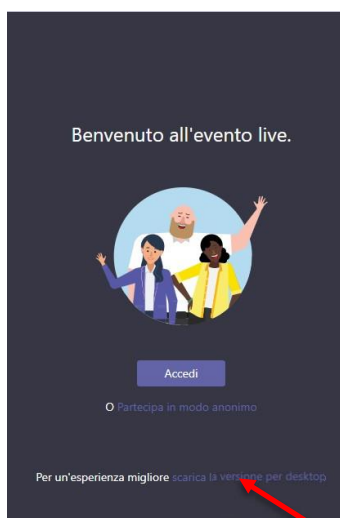 Benvenuto all'evento live.
Accedi
O Partecipa in modo anonimo
Per un'esperienza migliore scarica la versione per desktop